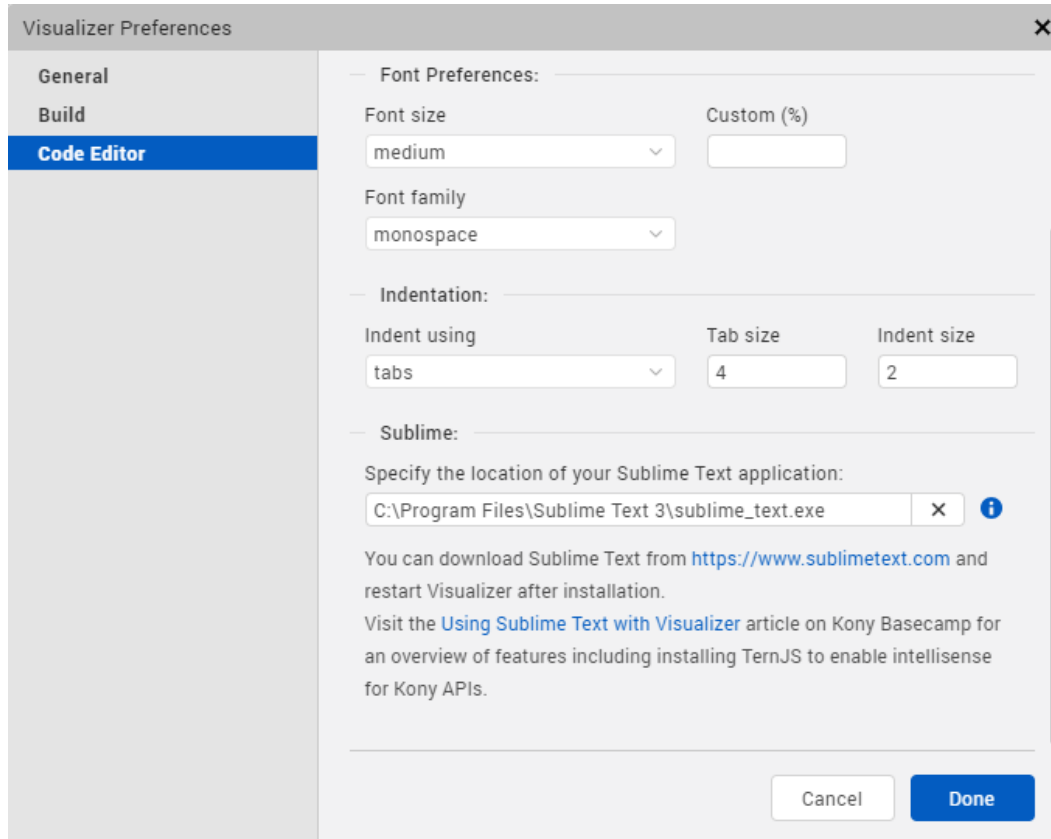 Visualizer Preferences
General
Build
Code Editor
Font Preferences:
Font size
Custom (%)
medium
Font family
monospace
Indentation:
Indent using
Tab size
Indent size
tabs
4
2
Sublime:
Specify the location of your Sublime Text application:
C:\Program Files\Sublime Text 3\sublime_text.exe
You can download Sublime Text from https://www.sublimetext.com and
restart Visualizer after installation.
Visit the Using Sublime Text with Visualizer article on Kony Basecamp for
an overview of features including installing TernJS to enable intellisense
for Kony APIs.
Cancel
Done